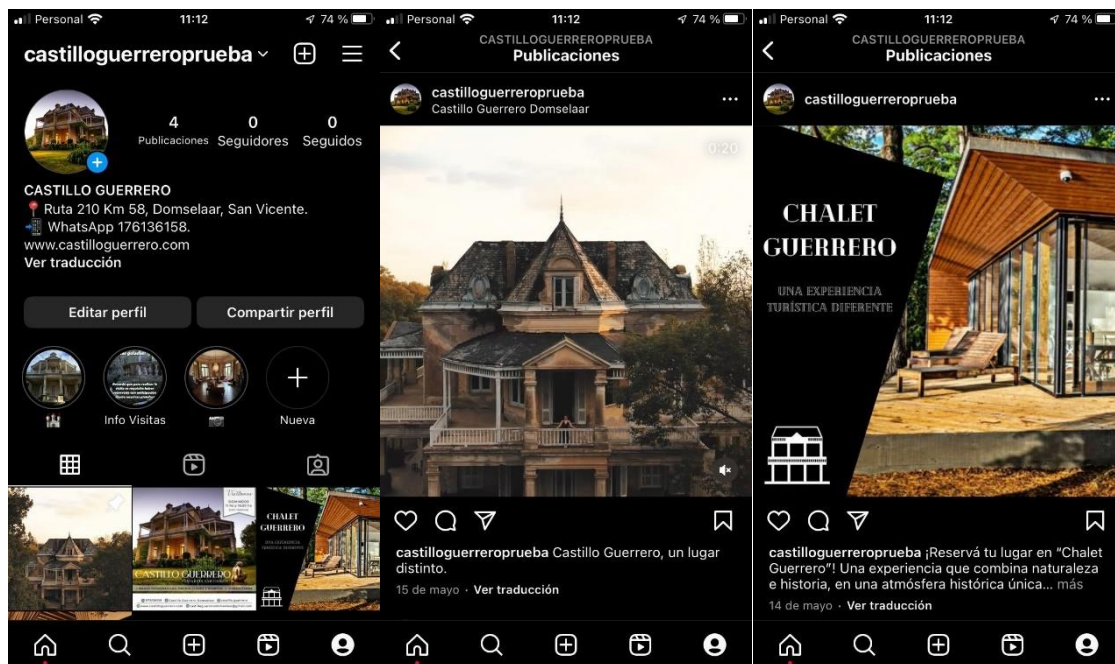 Personal
11:12
74 %
castilloguerreroprueba
4
0
0
Publicaciones
Seguidores
Seguidos
CASTILLO GUERRERO
Ruta 210 Km 58, Domselaar, San Vicente.
WhatsApp 176136158.
www.castilloguerrero.com
Ver traducción
Editar perfil
Compartir perfil
Info Visitas
Nueva
CHALET
GUERRERO
CASTILLO GUERRERO
Personal
11:12
74 %
CASTILLOGUERREROPRUEBA
Publicaciones
castilloguerreroprueba
Castillo Guerrero Domselaar
0:20
castilloguerreroprueba Castillo Guerrero, un lugar
distinto.
15 de mayo · Ver traducción
Personal
11:12
74 %
CASTILLOGUERREROPRUEBA
Publicaciones
castilloguerreroprueba
CHALET
GUERRERO
UNA EXPERIENCIA
TURÍSTICA DIFERENTE
castilloguerreroprueba ¡Reservá tu lugar en “Chalet
Guerrero”! Una experiencia que combina naturaleza
e historia, en una atmósfera histórica única... más
14 de mayo · Ver traducción